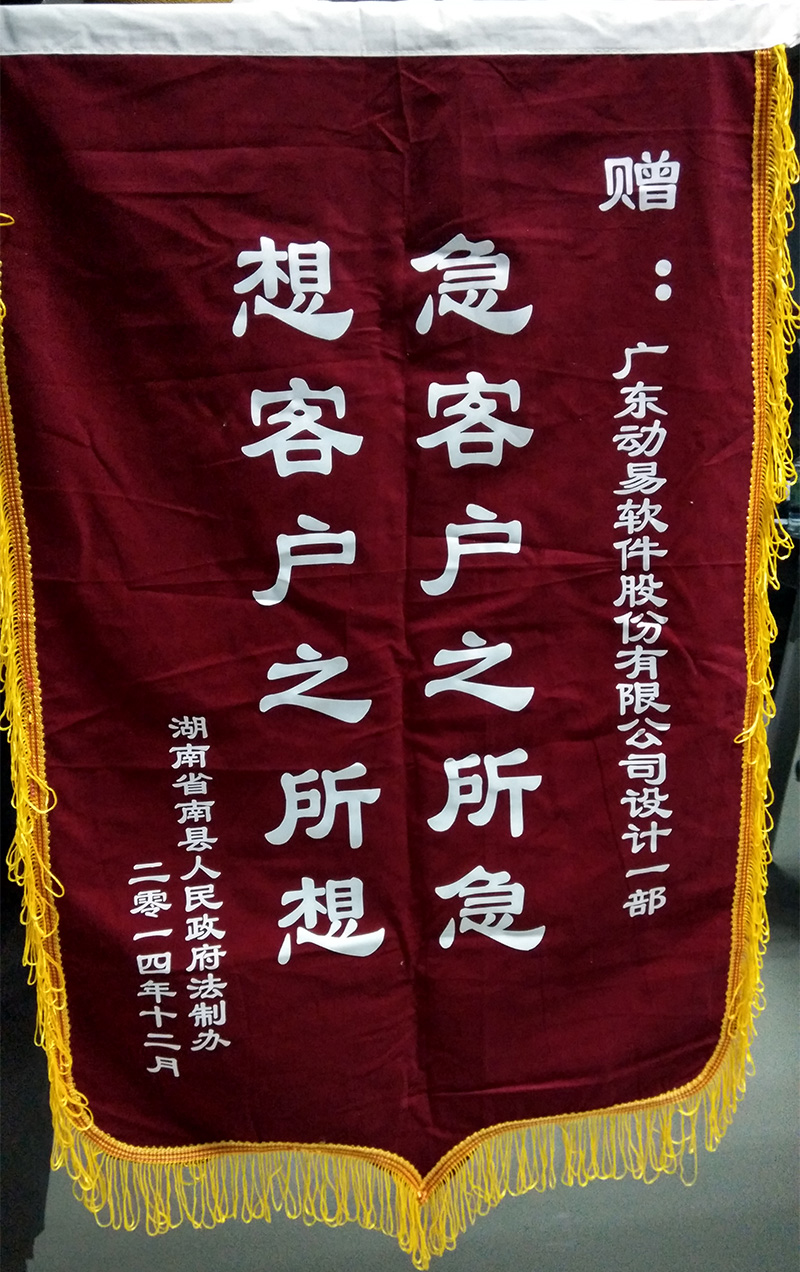 赠：广东动易软件股份有限公司设计一部
急客户之所急
想客户之所想
湖南省南县人民政府法制办
二零一四年十二月